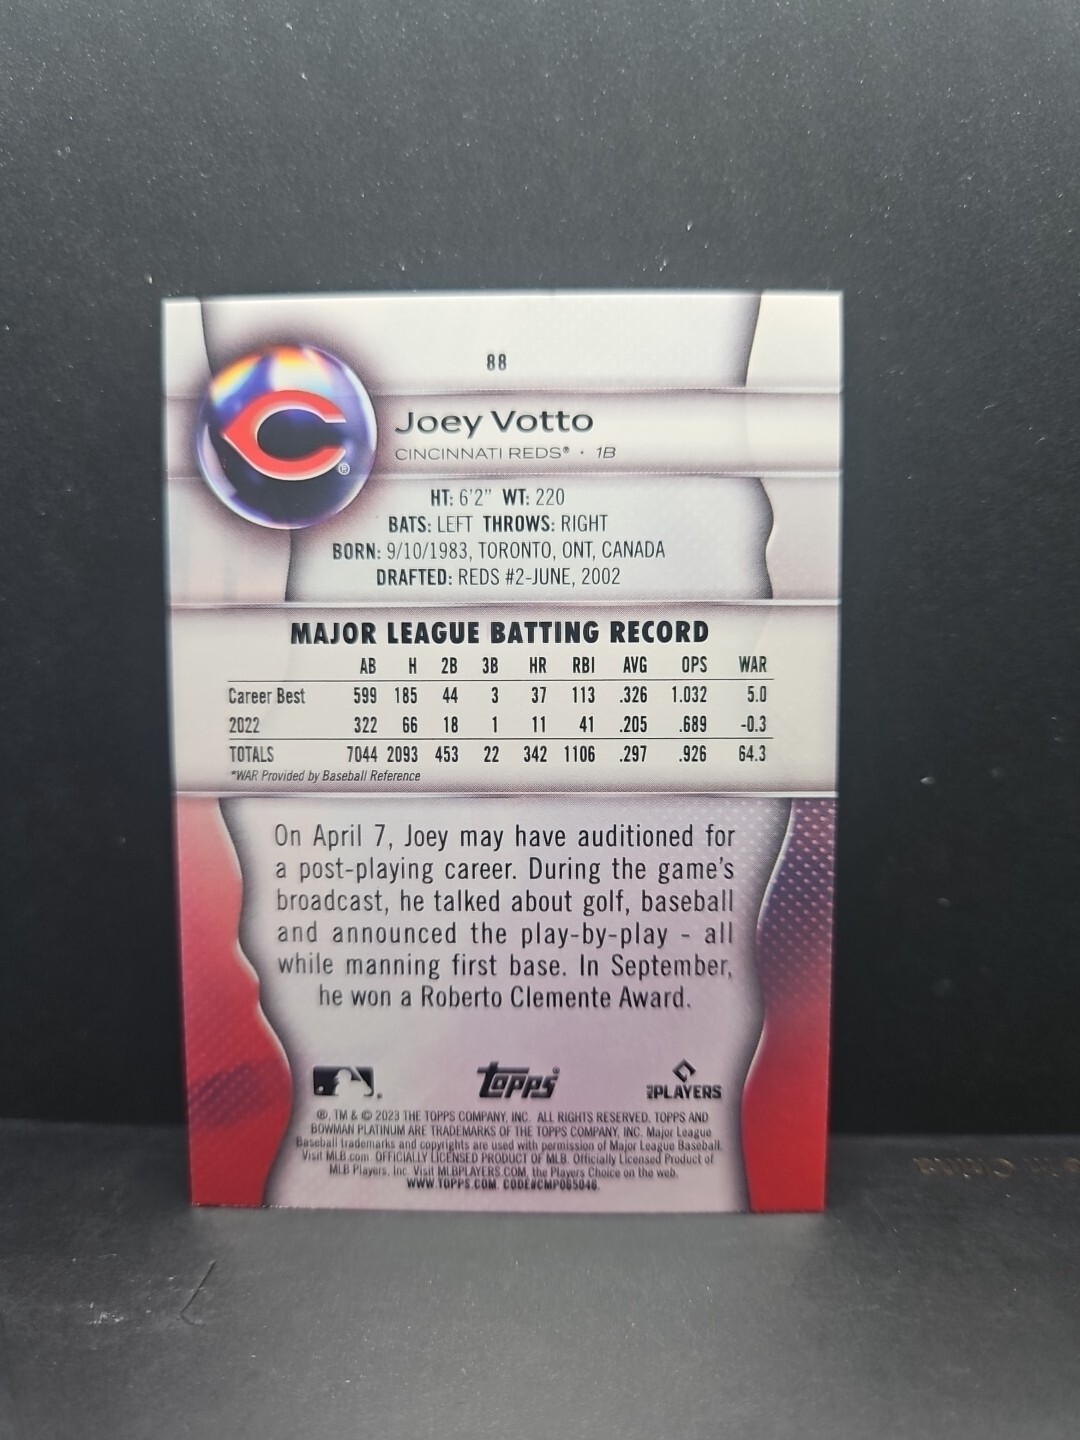 88
Joey Votto
CINCINNATI REDS® · 1B
HT: 6'2" WT: 220
BATS: LEFT THROWS: RIGHT
BORN: 9/10/1983, TORONTO, ONT, CANADA
DRAFTED: REDS #2-JUNE, 2002
MAJOR LEAGUE BATTING RECORD
AB H 2B 3B HR RBI AVG OPS WAR
Career Best 599 185 44 3 37 113 .326 1.032 5.0
2022 322 66 18 1 11 41 .205 .689 -0.3
TOTALS 7044 2093 453 22 342 1106 .297 .926 64.3
*WAR Provided by Baseball Reference
On April 7, Joey may have auditioned for
a post-playing career. During the game's
broadcast, he talked about golf, baseball
and announced the play-by-play - all
while manning first base. In September,
he won a Roberto Clemente Award.
Topps® PLAYERS
®, TM & © 2023 THE TOPPS COMPANY, INC. ALL RIGHTS RESERVED. TOPPS AND
BOWMAN PLATINUM ARE TRADEMARKS OF THE TOPPS COMPANY, INC. Major League
Baseball trademarks and copyrights are used with permission of Major League Baseball.
Visit MLB.com. OFFICIALLY LICENSED PRODUCT OF MLB. Officially Licensed Product of
MLB Players, Inc. Visit MLBPLAYERS.COM, the Players Choice on the web.
WWW.TOPPS.COM. CODE#CMP065046.